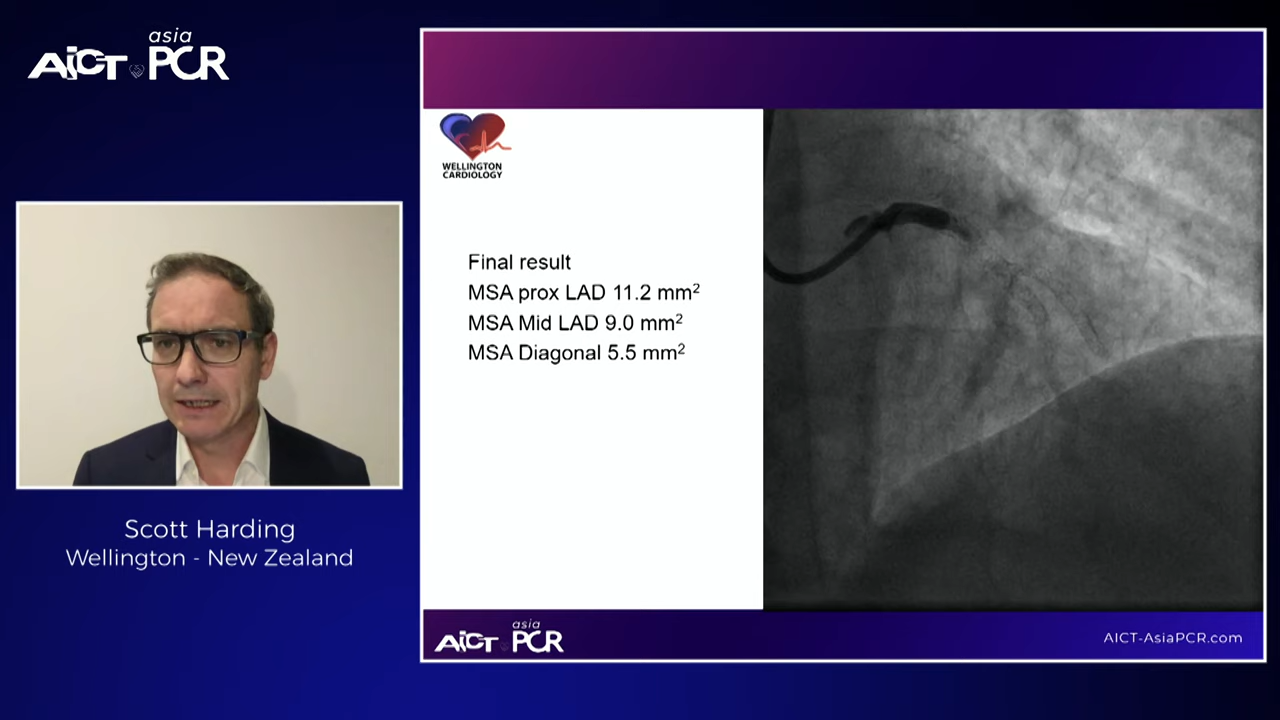 asia
AICT PCR
WELLINGTON
CARDIOLOGY
Final result
MSA prox LAD 11.2 mm²
MSA Mid LAD 9.0 mm²
MSA Diagonal 5.5 mm²
Scott Harding
Wellington - New Zealand
asia
AICT PCR
AICT-AsiaPCR.com